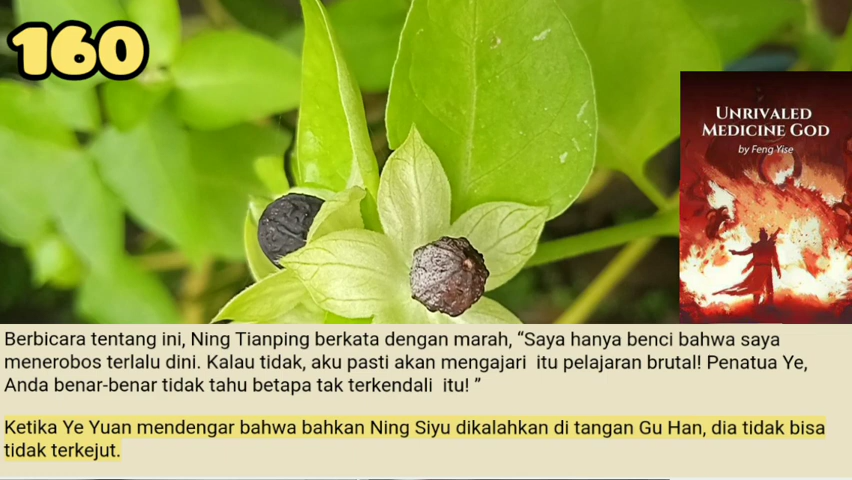 160
UNRIVALED
MEDICINE GOD
by Feng Yise
Berbicara tentang ini, Ning Tianping berkata dengan marah, “Saya hanya benci bahwa saya
menerobos terlalu dini. Kalau tidak, aku pasti akan mengajari  itu pelajaran brutal! Penatua Ye,
Anda benar-benar tidak tahu betapa tak terkendali  itu! ”
Ketika Ye Yuan mendengar bahwa bahkan Ning Siyu dikalahkan di tangan Gu Han, dia tidak bisa
tidak terkejut.